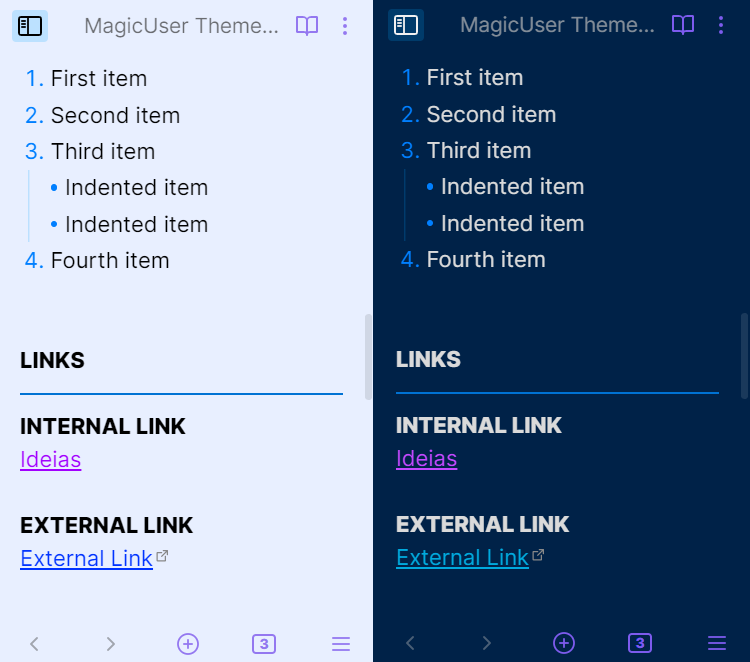 MagicUser Theme...
1. First item
2. Second item
3. Third item
• Indented item
• Indented item
4. Fourth item
LINKS
INTERNAL LINK
Ideias
EXTERNAL LINK
External Link
3
MagicUser Theme...
1. First item
2. Second item
3. Third item
• Indented item
• Indented item
4. Fourth item
LINKS
INTERNAL LINK
Ideias
EXTERNAL LINK
External Link
3